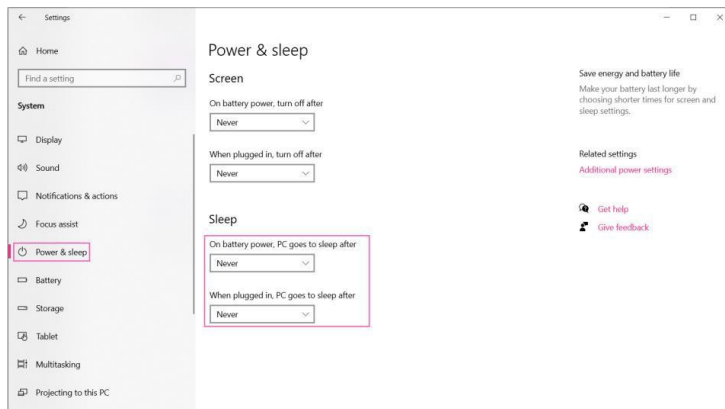 Settings
Home
Find a setting
System
Display
Sound
Notifications & actions
Focus assist
Power & sleep
Battery
Storage
Tablet
Multitasking
Projecting to this PC
Power & sleep
Screen
On battery power, turn off after
Never
When plugged in, turn off after
Never
Sleep
On battery power, PC goes to sleep after
Never
When plugged in, PC goes to sleep after
Never
Save energy and battery life
Make your battery last longer by
choosing shorter times for screen and
sleep settings.
Related settings
Additional power settings
Get help
Give feedback